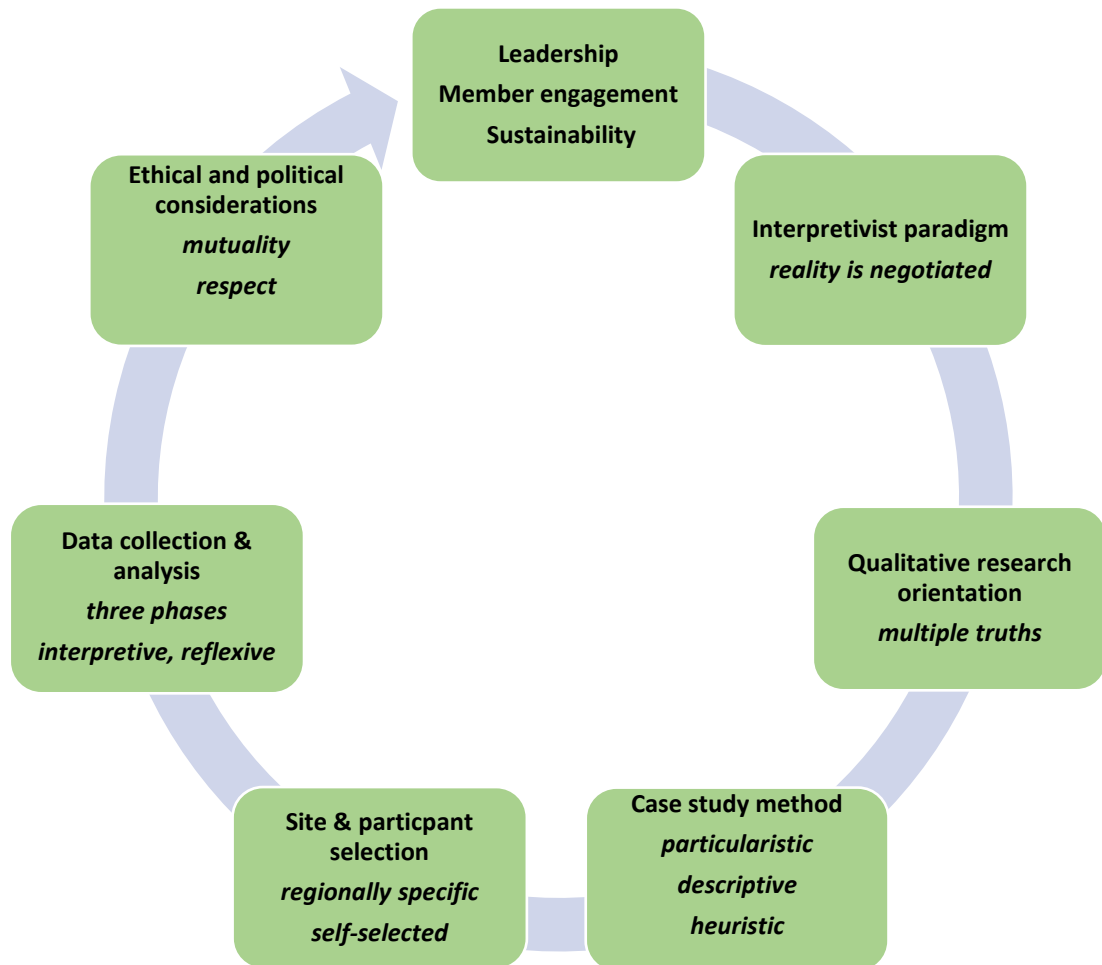 Leadership
Member engagement
Sustainability
Interpretivist paradigm
reality is negotiated
Qualitative research
orientation
multiple truths
Case study method
particularistic
descriptive
heuristic
Site & particpant
selection
regionally specific
self-selected
Data collection &
analysis
three phases
interpretive, reflexive
Ethical and political
considerations
mutuality
respect